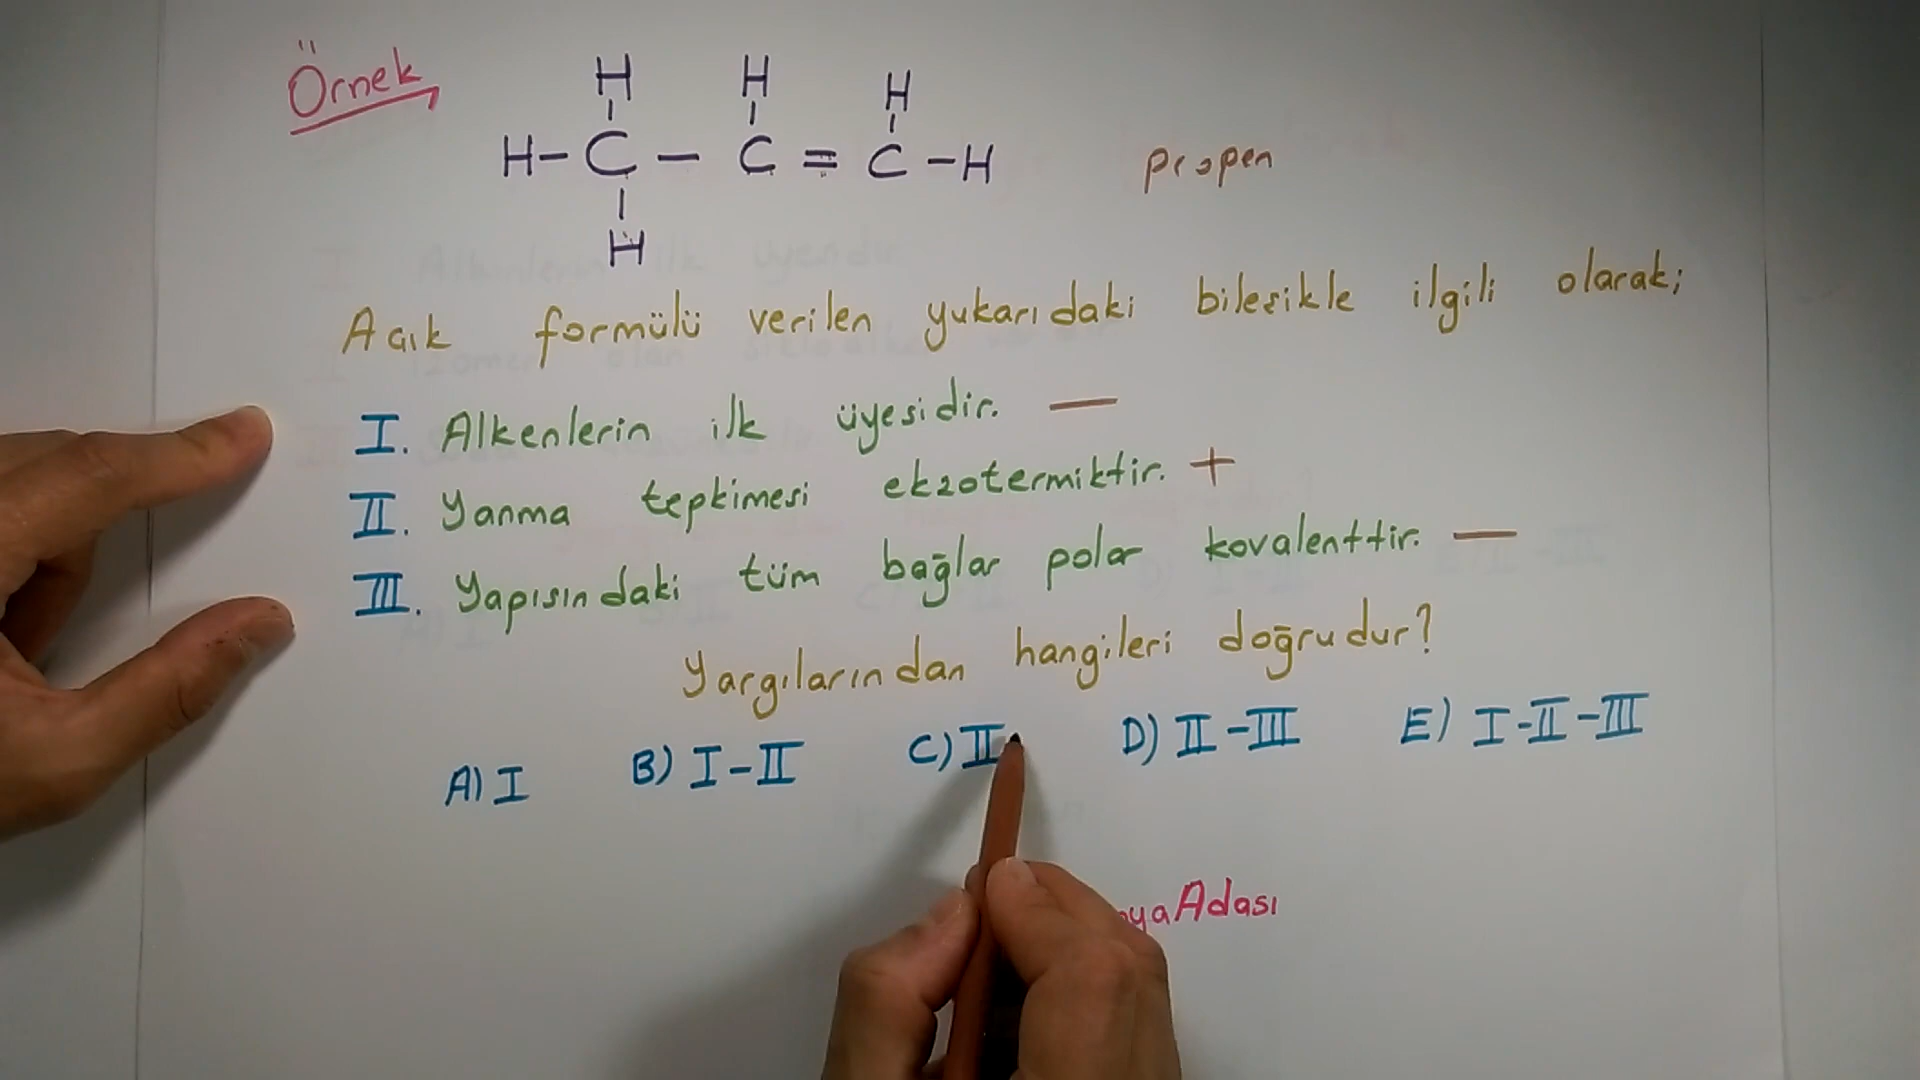 Örnek
H H H
H-C-C=C-H propen
H
Açık formülü verilen yukarıdaki bileşikle ilgili olarak;
I. Alkenlerin ilk üyesidir. —
II. Yanma tepkimesi ekzotermiktir. +
III. Yapısındaki tüm bağlar polar kovalenttir. —
Yargılarından hangileri doğrudur?
A) I B) I-II C) II D) II-III E) I-II-III
yaAdası